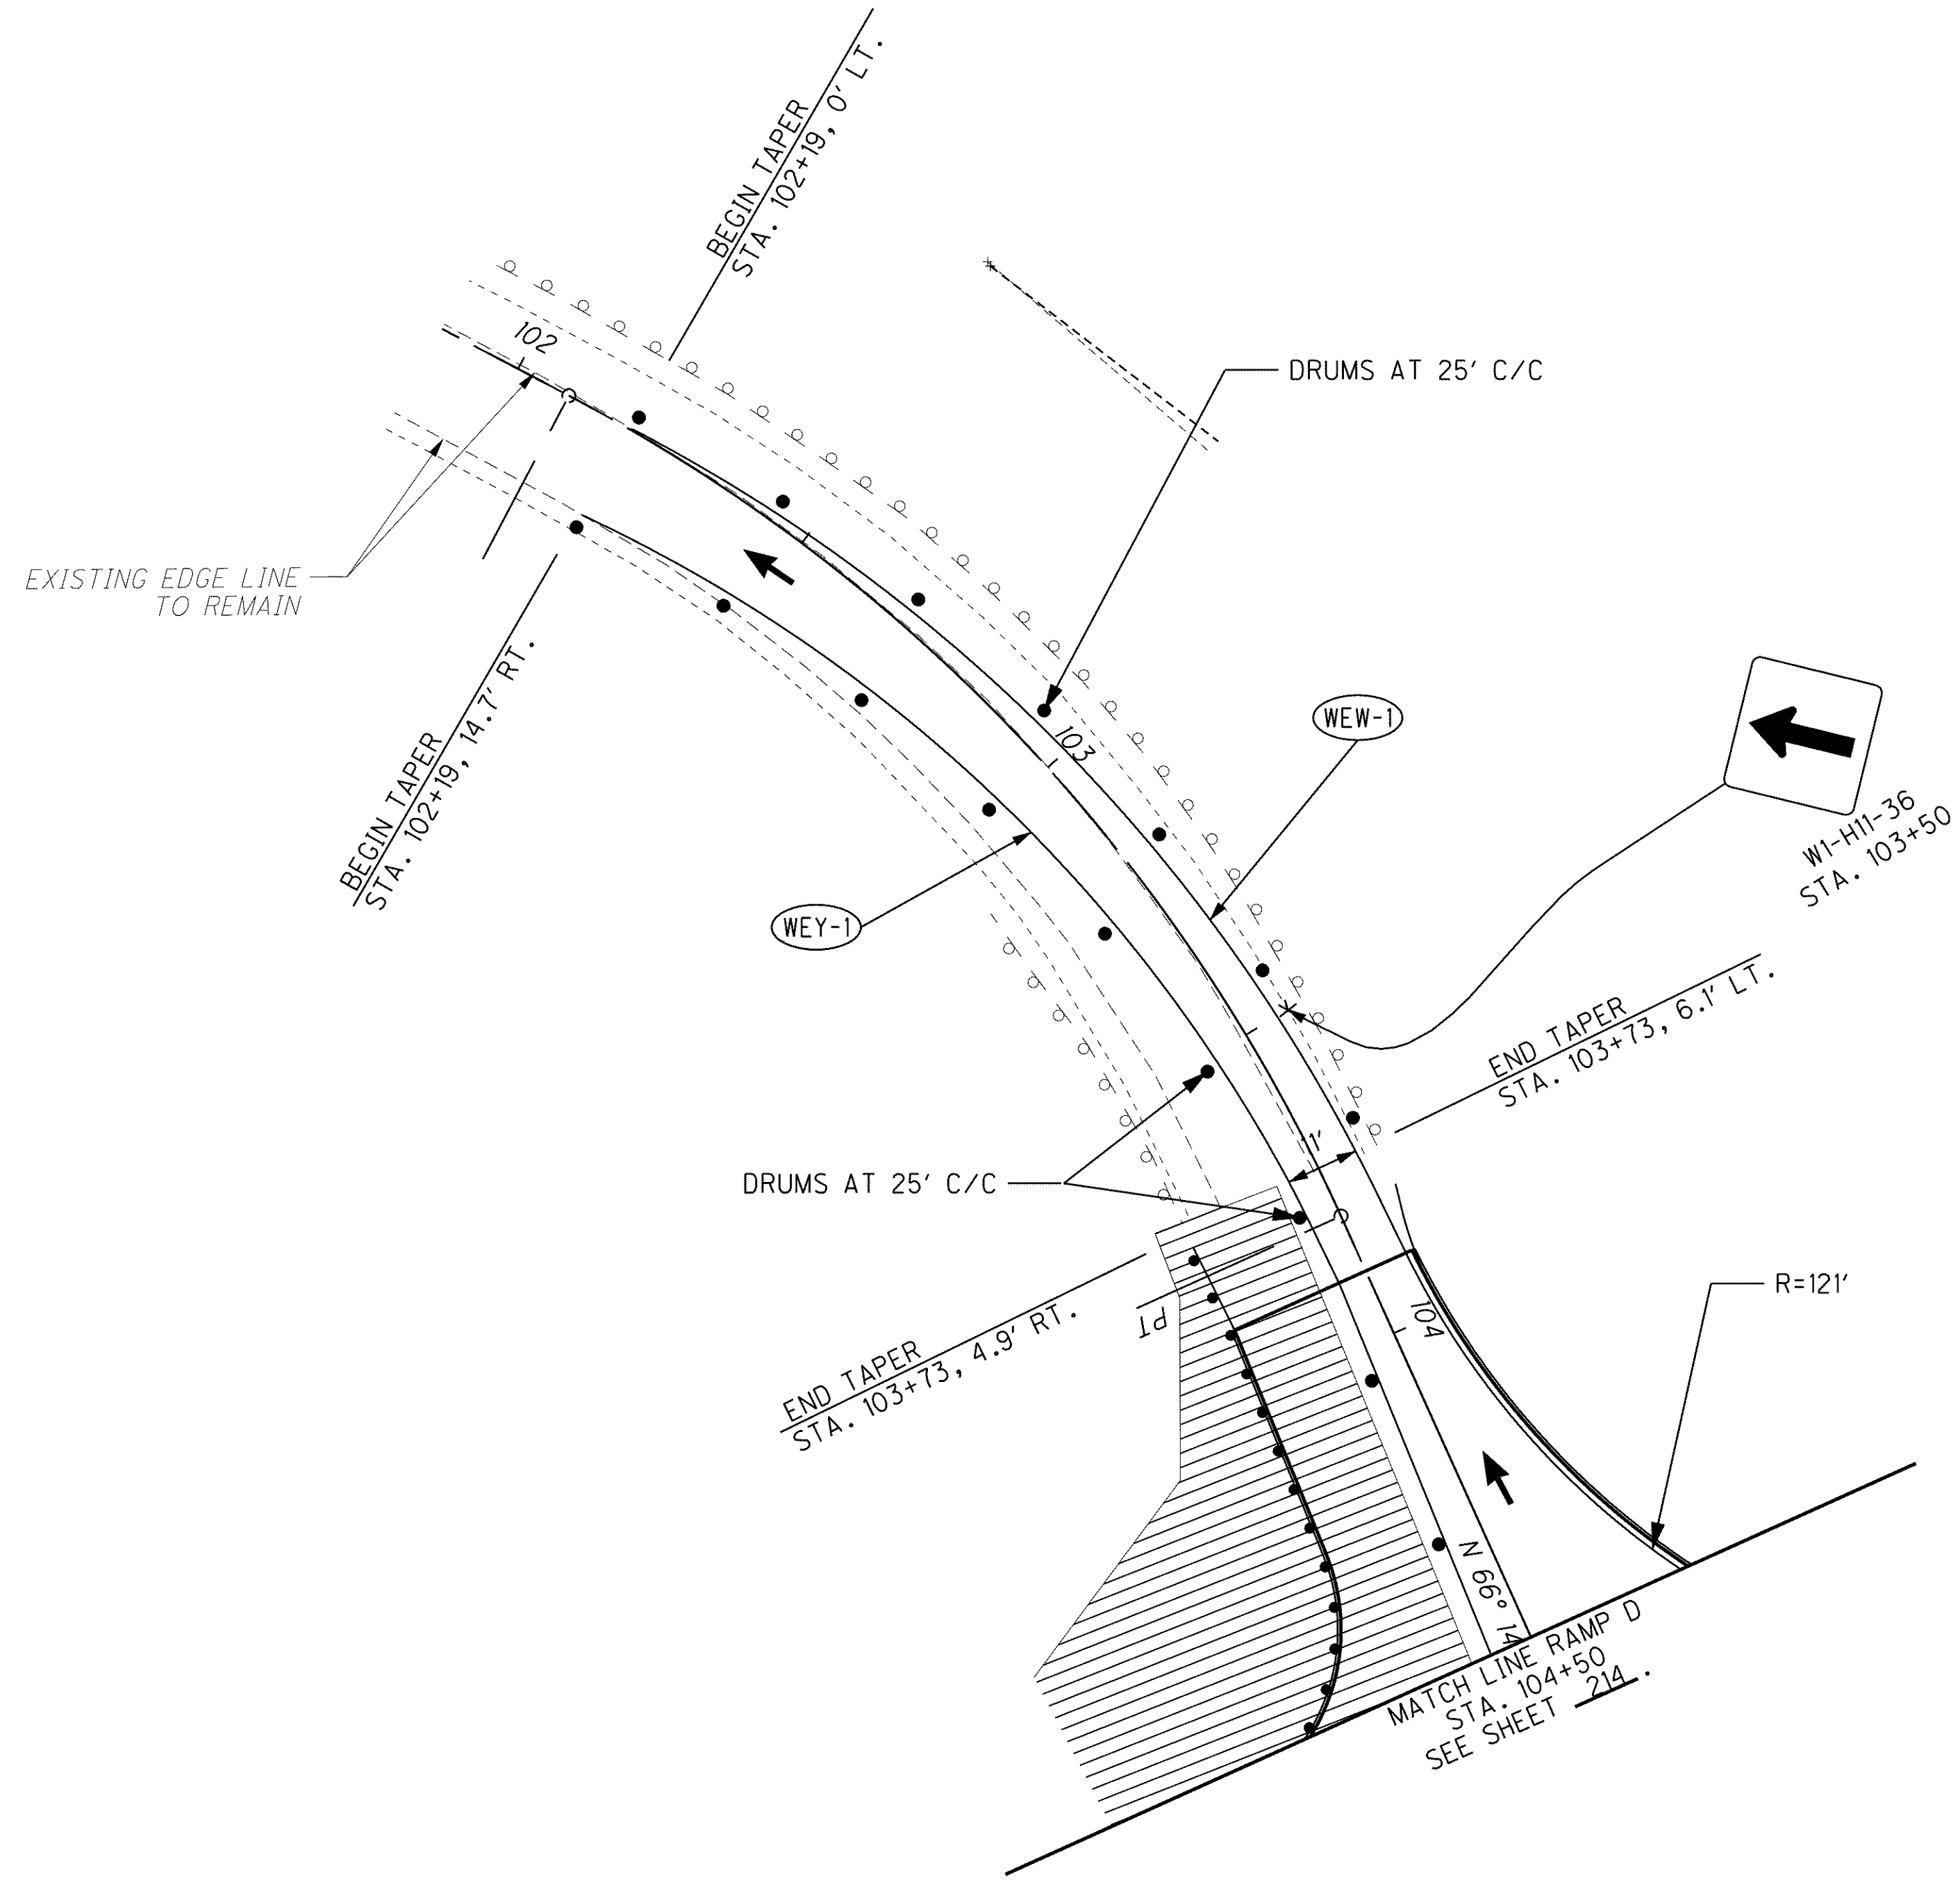 BEGIN TAPER
STA. 102+19, 0' LT.
102
DRUMS AT 25' C/C
EXISTING EDGE LINE
TO REMAIN
BEGIN TAPER
STA. 102+19, 14.7' RT.
103
WEW-1
W1-H11-36
STA. 103+50
WEY-1
END TAPER
STA. 103+73, 6.1' LT.
DRUMS AT 25' C/C
PT
END TAPER
STA. 103+73, 4.9' RT.
104
R=121'
N 66° 14
MATCH LINE RAMP D
STA. 104+50
SEE SHEET 214.